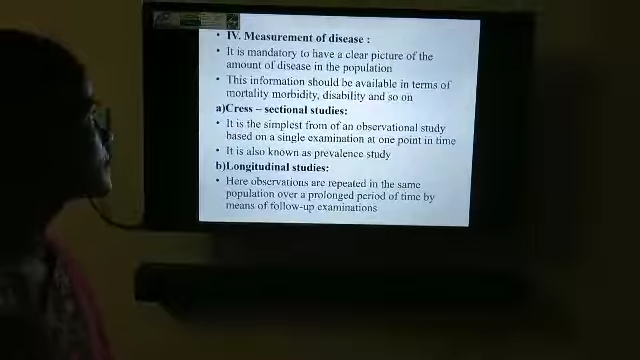 IV. Measurement of disease :
It is mandatory to have a clear picture of the
amount of disease in the population
This information should be available in terms of
mortality morbidity, disability and so on
a)Cress – sectional studies:
It is the simplest from of an observational study
based on a single examination at one point in time
It is also known as prevalence study
b)Longitudinal studies:
Here observations are repeated in the same
population over a prolonged period of time by
means of follow-up examinations